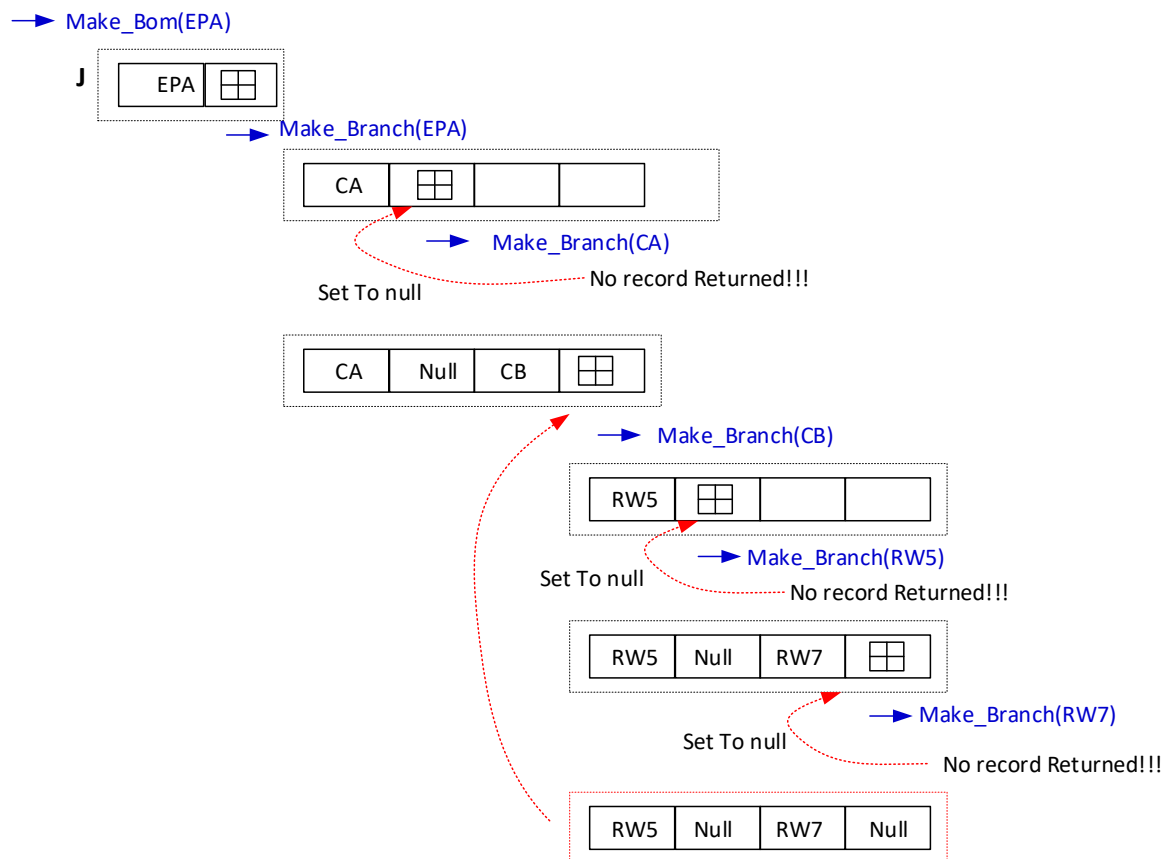 Make_Bom(EPA)
J
EPA
Make_Branch(EPA)
CA
Make_Branch(CA)
No record Returned!!!
Set To null
CA Null CB
Make_Branch(CB)
RW5
Make_Branch(RW5)
Set To null
No record Returned!!!
RW5 Null RW7
Make_Branch(RW7)
Set To null
No record Returned!!!
RW5 Null RW7 Null